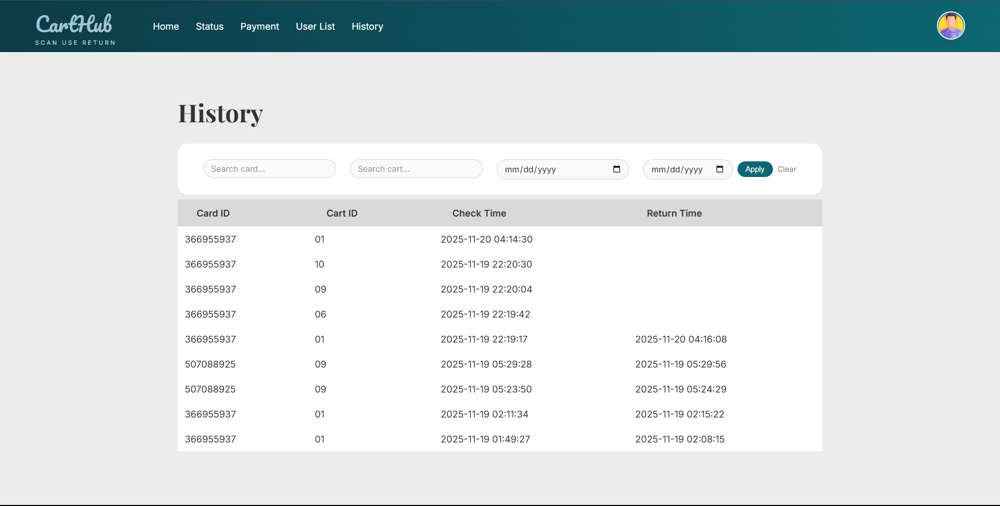 CartHub
SCAN USE RETURN
Home Status Payment User List History
History
Search card... Search cart... mm/dd/yyyy mm/dd/yyyy Apply Clear
Card ID Cart ID Check Time Return Time
366955937 01 2025-11-20 04:14:30
366955937 10 2025-11-19 22:20:30
366955937 09 2025-11-19 22:20:04
366955937 06 2025-11-19 22:19:42
366955937 01 2025-11-19 22:19:17 2025-11-20 04:16:08
507088925 09 2025-11-19 05:29:28 2025-11-19 05:29:56
507088925 09 2025-11-19 05:23:50 2025-11-19 05:24:29
366955937 01 2025-11-19 02:11:34 2025-11-19 02:15:22
366955937 01 2025-11-19 01:49:27 2025-11-19 02:08:15